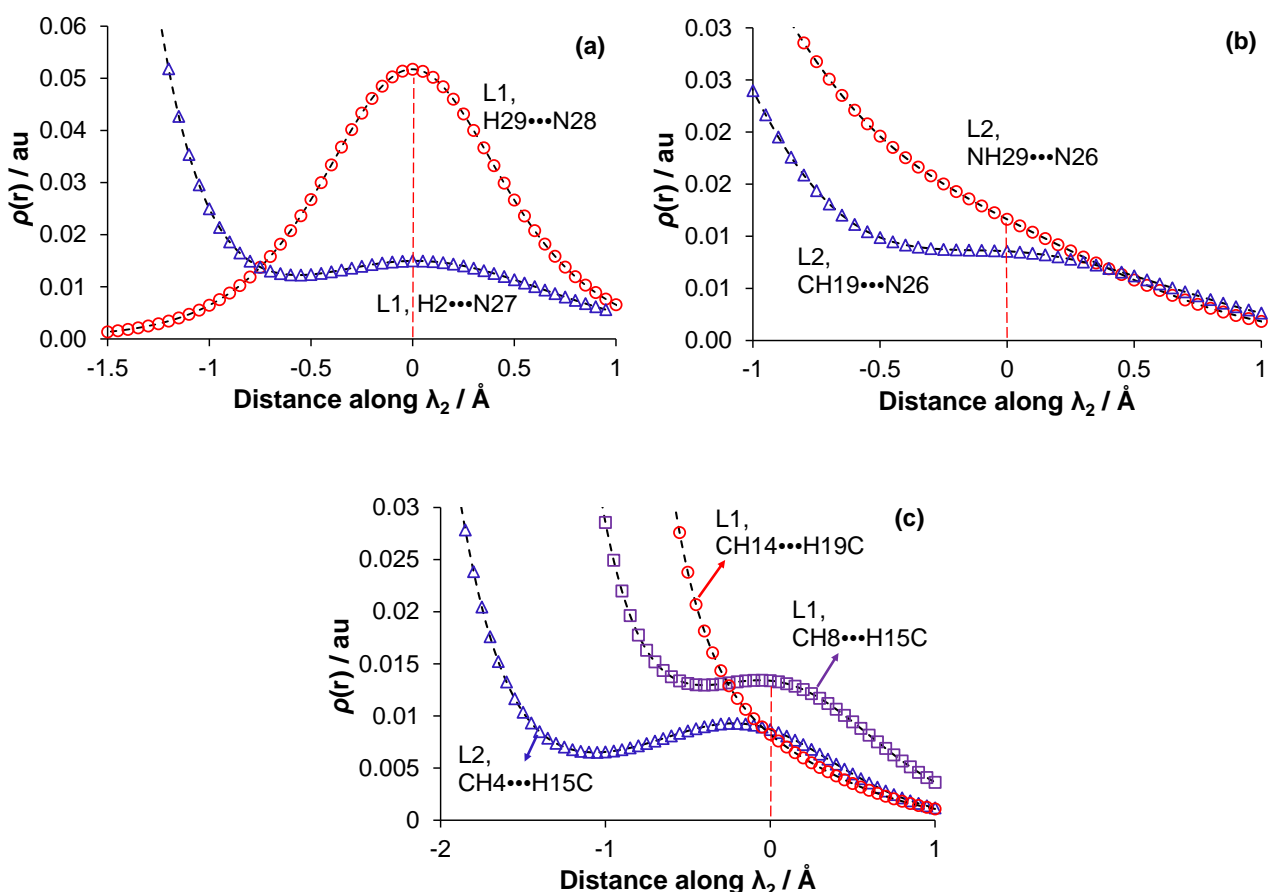 0.06
0.05
0.04
0.03
0.02
0.01
0.00
ρ(r) / au
(a)
L1,
H29•••N28
L1, H2•••N27
-1.5 -1 -0.5 0 0.5 1
Distance along λ₂ / Å
0.03
0.03
0.02
0.02
0.01
0.01
0.00
ρ(r) / au
(b)
L2,
NH29•••N26
L2,
CH19•••N26
-1 -0.5 0 0.5 1
Distance along λ₂ / Å
0.03
0.025
0.02
0.015
0.01
0.005
0
ρ(r) / au
(c)
L1,
CH14•••H19C
L1,
CH8•••H15C
L2,
CH4•••H15C
-2 -1 0 1
Distance along λ₂ / Å